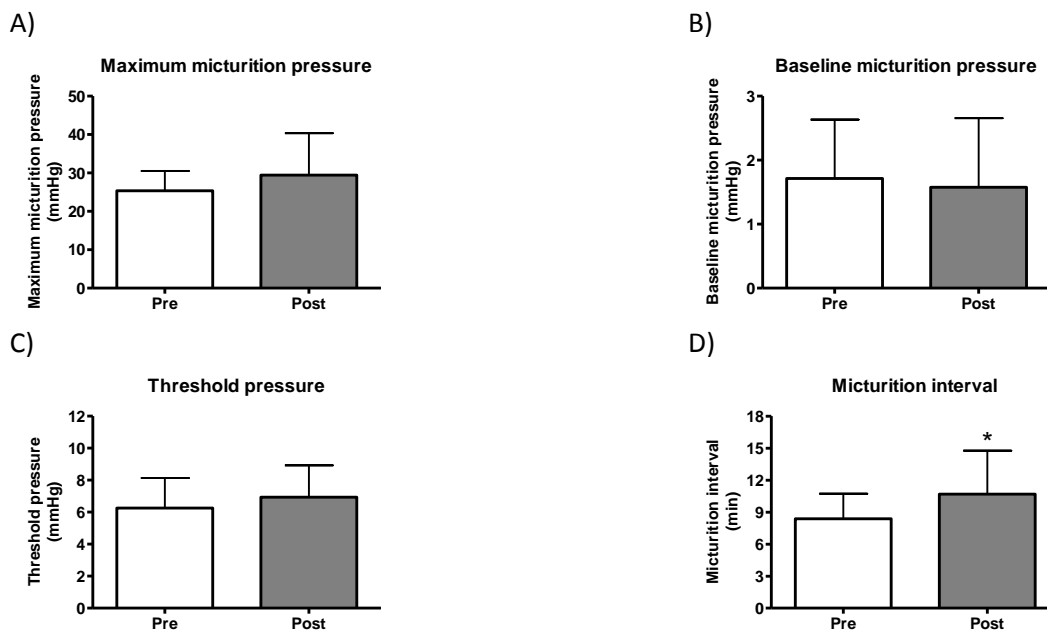 A)
Maximum micturition pressure
Maximum micturition pressure
(mmHg)
50
40
30
20
10
0
Pre Post
B)
Baseline micturition pressure
Baseline micturition pressure
(mmHg)
3
2
1
0
Pre Post
C)
Threshold pressure
Threshold pressure
(mmHg)
12
10
8
6
4
2
0
Pre Post
D)
Micturition interval
Micturition interval
(min)
18
15
12
9
6
3
0
*
Pre Post